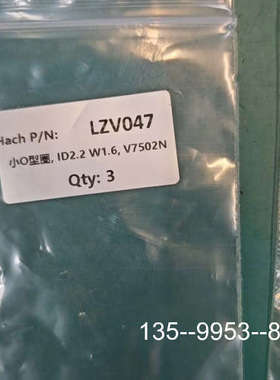 Hach P/N: LZV047
小O型圈, ID2.2 W1.6, V7502N
Qty: 3
135--9953--8